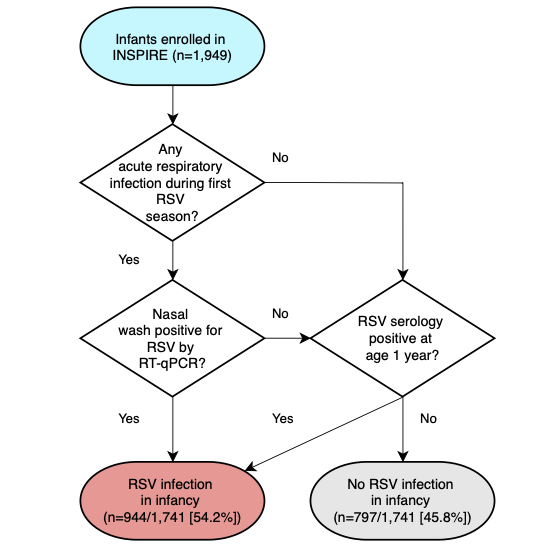 Infants enrolled in
INSPIRE (n=1,949)
Any
acute respiratory
infection during first
RSV
season?
No
Yes
Nasal
wash positive for
RSV by
RT-qPCR?
No
RSV serology
positive at
age 1 year?
Yes
Yes
No
RSV infection
in infancy
(n=944/1,741 [54.2%])
No RSV infection
in infancy
(n=797/1,741 [45.8%])